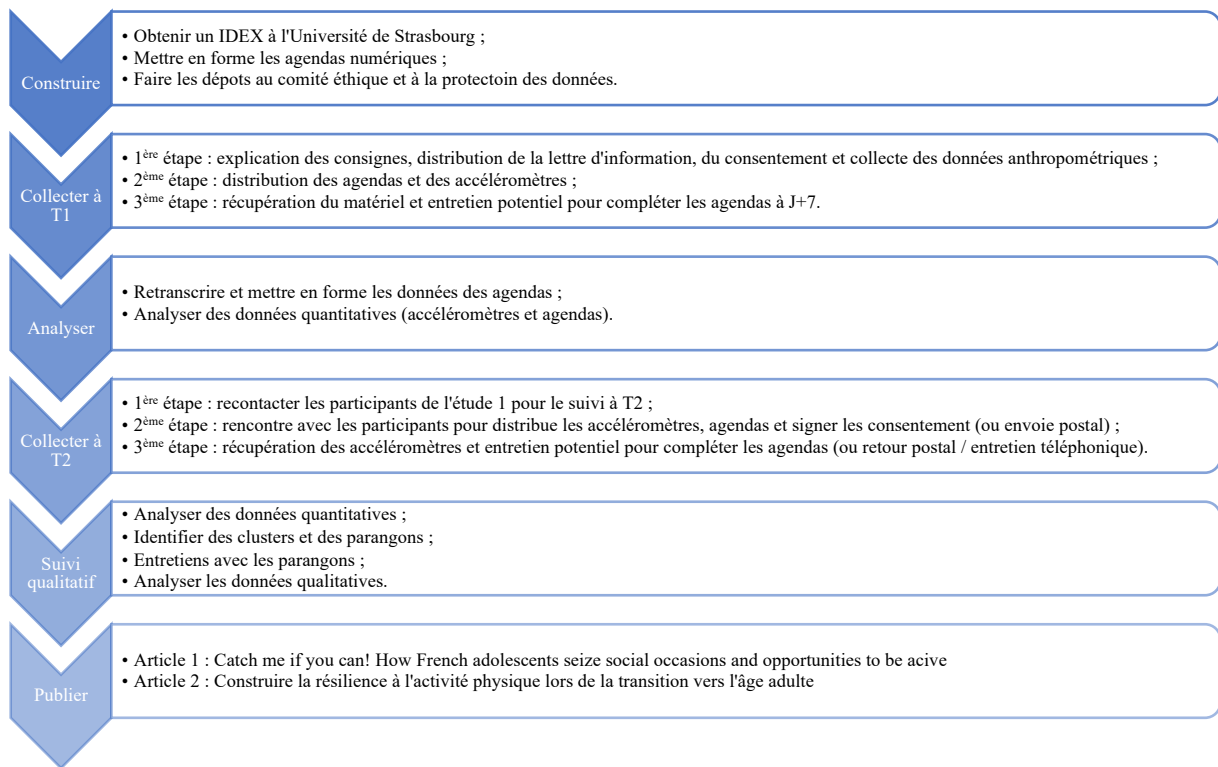 Construire
• Obtenir un IDEX à l'Université de Strasbourg ;
• Mettre en forme les agendas numériques ;
• Faire les dépots au comité éthique et à la protectoin des données.
Collecter à
T1
• 1ère étape : explication des consignes, distribution de la lettre d'information, du consentement et collecte des données anthropométriques ;
• 2ème étape : distribution des agendas et des accéléromètres ;
• 3ème étape : récupération du matériel et entretien potentiel pour compléter les agendas à J+7.
Analyser
• Retranscrire et mettre en forme les données des agendas ;
• Analyser des données quantitatives (accéléromètres et agendas).
Collecter à
T2
• 1ère étape : recontacter les participants de l'étude 1 pour le suivi à T2 ;
• 2ème étape : rencontre avec les participants pour distribue les accéléromètres, agendas et signer les consentement (ou envoie postal) ;
• 3ème étape : récupération des accéléromètres et entretien potentiel pour compléter les agendas (ou retour postal / entretien téléphonique).
Suivi
qualitatif
• Analyser des données quantitatives ;
• Identifier des clusters et des parangons ;
• Entretiens avec les parangons ;
• Analyser les données qualitatives.
Publier
• Article 1 : Catch me if you can! How French adolescents seize social occasions and opportunities to be acive
• Article 2 : Construire la résilience à l'activité physique lors de la transition vers l'âge adulte